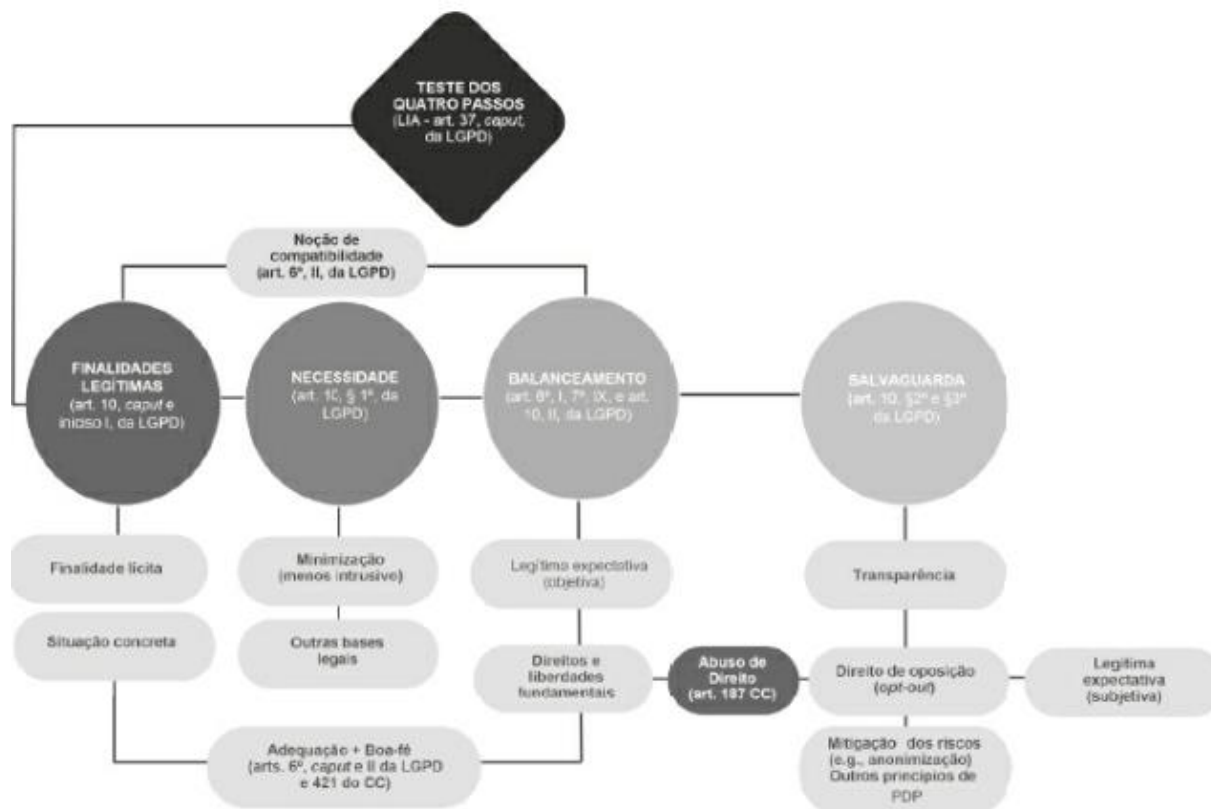 TESTE DOS
QUATRO PASSOS
(LIA - art. 37, caput,
da LGPD)
Noção de
compatibilidade
(art. 6º, II, da LGPD)
FINALIDADES
LEGÍTIMAS
(art. 10, caput e
iniciso I, da LGPD)
NECESSIDADE
(art. 10, § 1º, da
LGPD)
BALANCEAMENTO
(art. 6º, I, 7º, IX, e art.
10, II, da LGPD)
SALVAGUARDA
(art. 10, §2º e §3º
da LGPD)
Finalidade lícita
Minimização
(menos intrusivo)
Legítima expectativa
(objetiva)
Transparência
Situação concreta
Outras bases
legais
Direitos e
liberdades
fundamentais
Abuso de
Direito
(art. 187 CC)
Direito de oposição
(opt-out)
Legítima
expectativa
(subjetiva)
Adequação + Boa-fé
(arts. 6º, caput e II da LGPD
e 421 do CC)
Mitigação dos riscos
(e.g., anonimização)
Outros princípios de
PDP